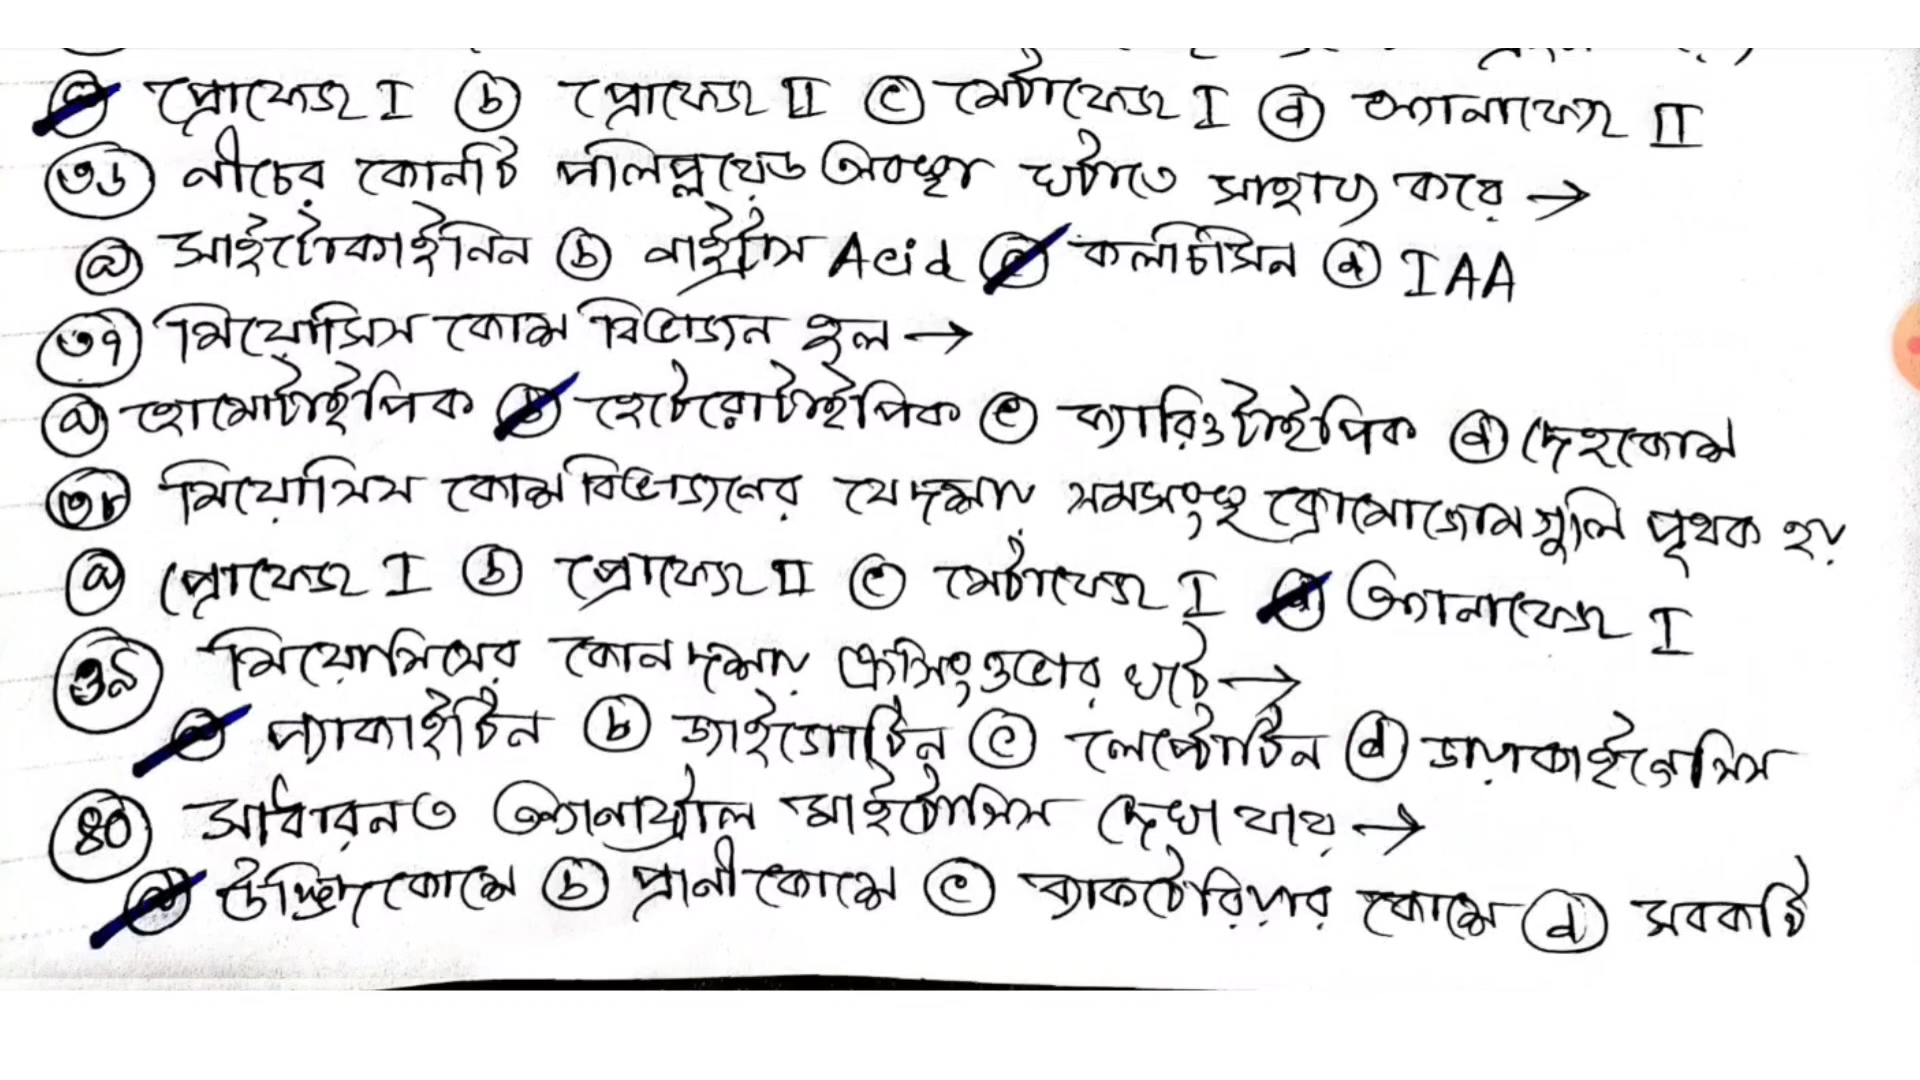 ⓐ প্রোফেজ I ⓑ প্রোফেজ II ⓒ মেটাফেজ I ⓓ অ্যানাফেজ II
৩৬ নীচের কোনটি পলিপ্লয়েড অবস্থা ঘটাতে সাহায্য করে →
ⓐ সাইটোকাইনিন ⓑ নাইট্রাস Acid ⓒ কলচিসিন ⓓ IAA
৩৭ মিয়োসিস কোশ বিভাজন হল →
ⓐ হোমোটাইপিক ⓑ হেটেরোটাইপিক ⓒ ক্যারিওটাইপিক ⓓ দেহকোশ
৩৮ মিয়োসিস কোশ বিভাজনের যে দশায় সমসংস্থ ক্রোমোজোমগুলি পৃথক হয়
ⓐ প্রোফেজ I ⓑ প্রোফেজ II ⓒ মেটাফেজ I ⓓ অ্যানাফেজ I
৩৯ মিয়োসিসের কোন দশায় ক্রসিংওভার ঘটে →
ⓐ প্যাকাইটিন ⓑ জাইগোটিন ⓒ লেপ্টোটিন ⓓ ডায়াকাইনেসিস
৪০ সাধারনত অ্যানাস্ট্রাল মাইটোসিস দেখা যায় →
ⓐ উদ্ভিদকোশে ⓑ প্রানীকোশে ⓒ ব্যাকটেরিয়ার কোশে ⓓ সবকটি